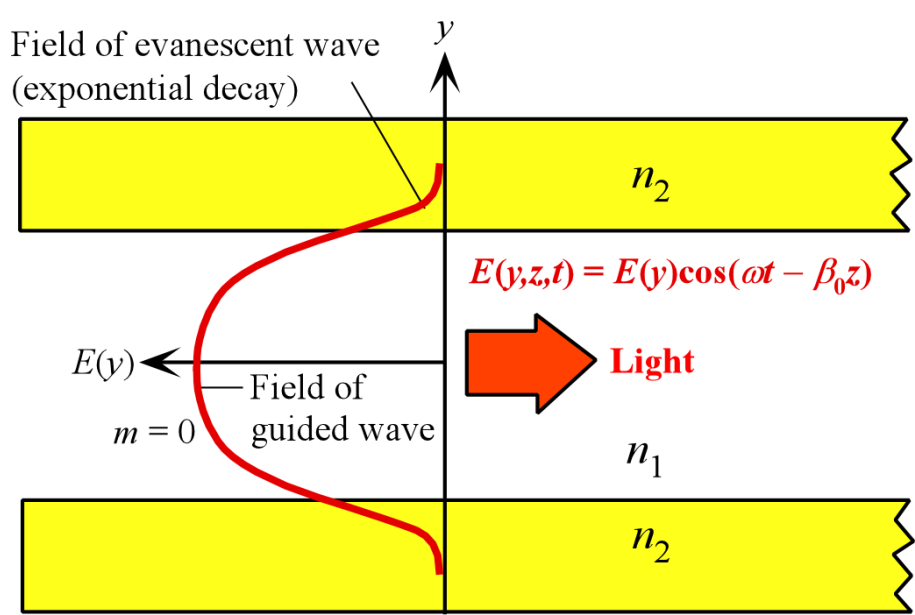 y
Field of evanescent wave
(exponential decay)
n₂
E(y,z,t) = E(y)cos(ωt – β₀z)
E(y)
Light
Field of
guided wave
m = 0
n₁
n₂